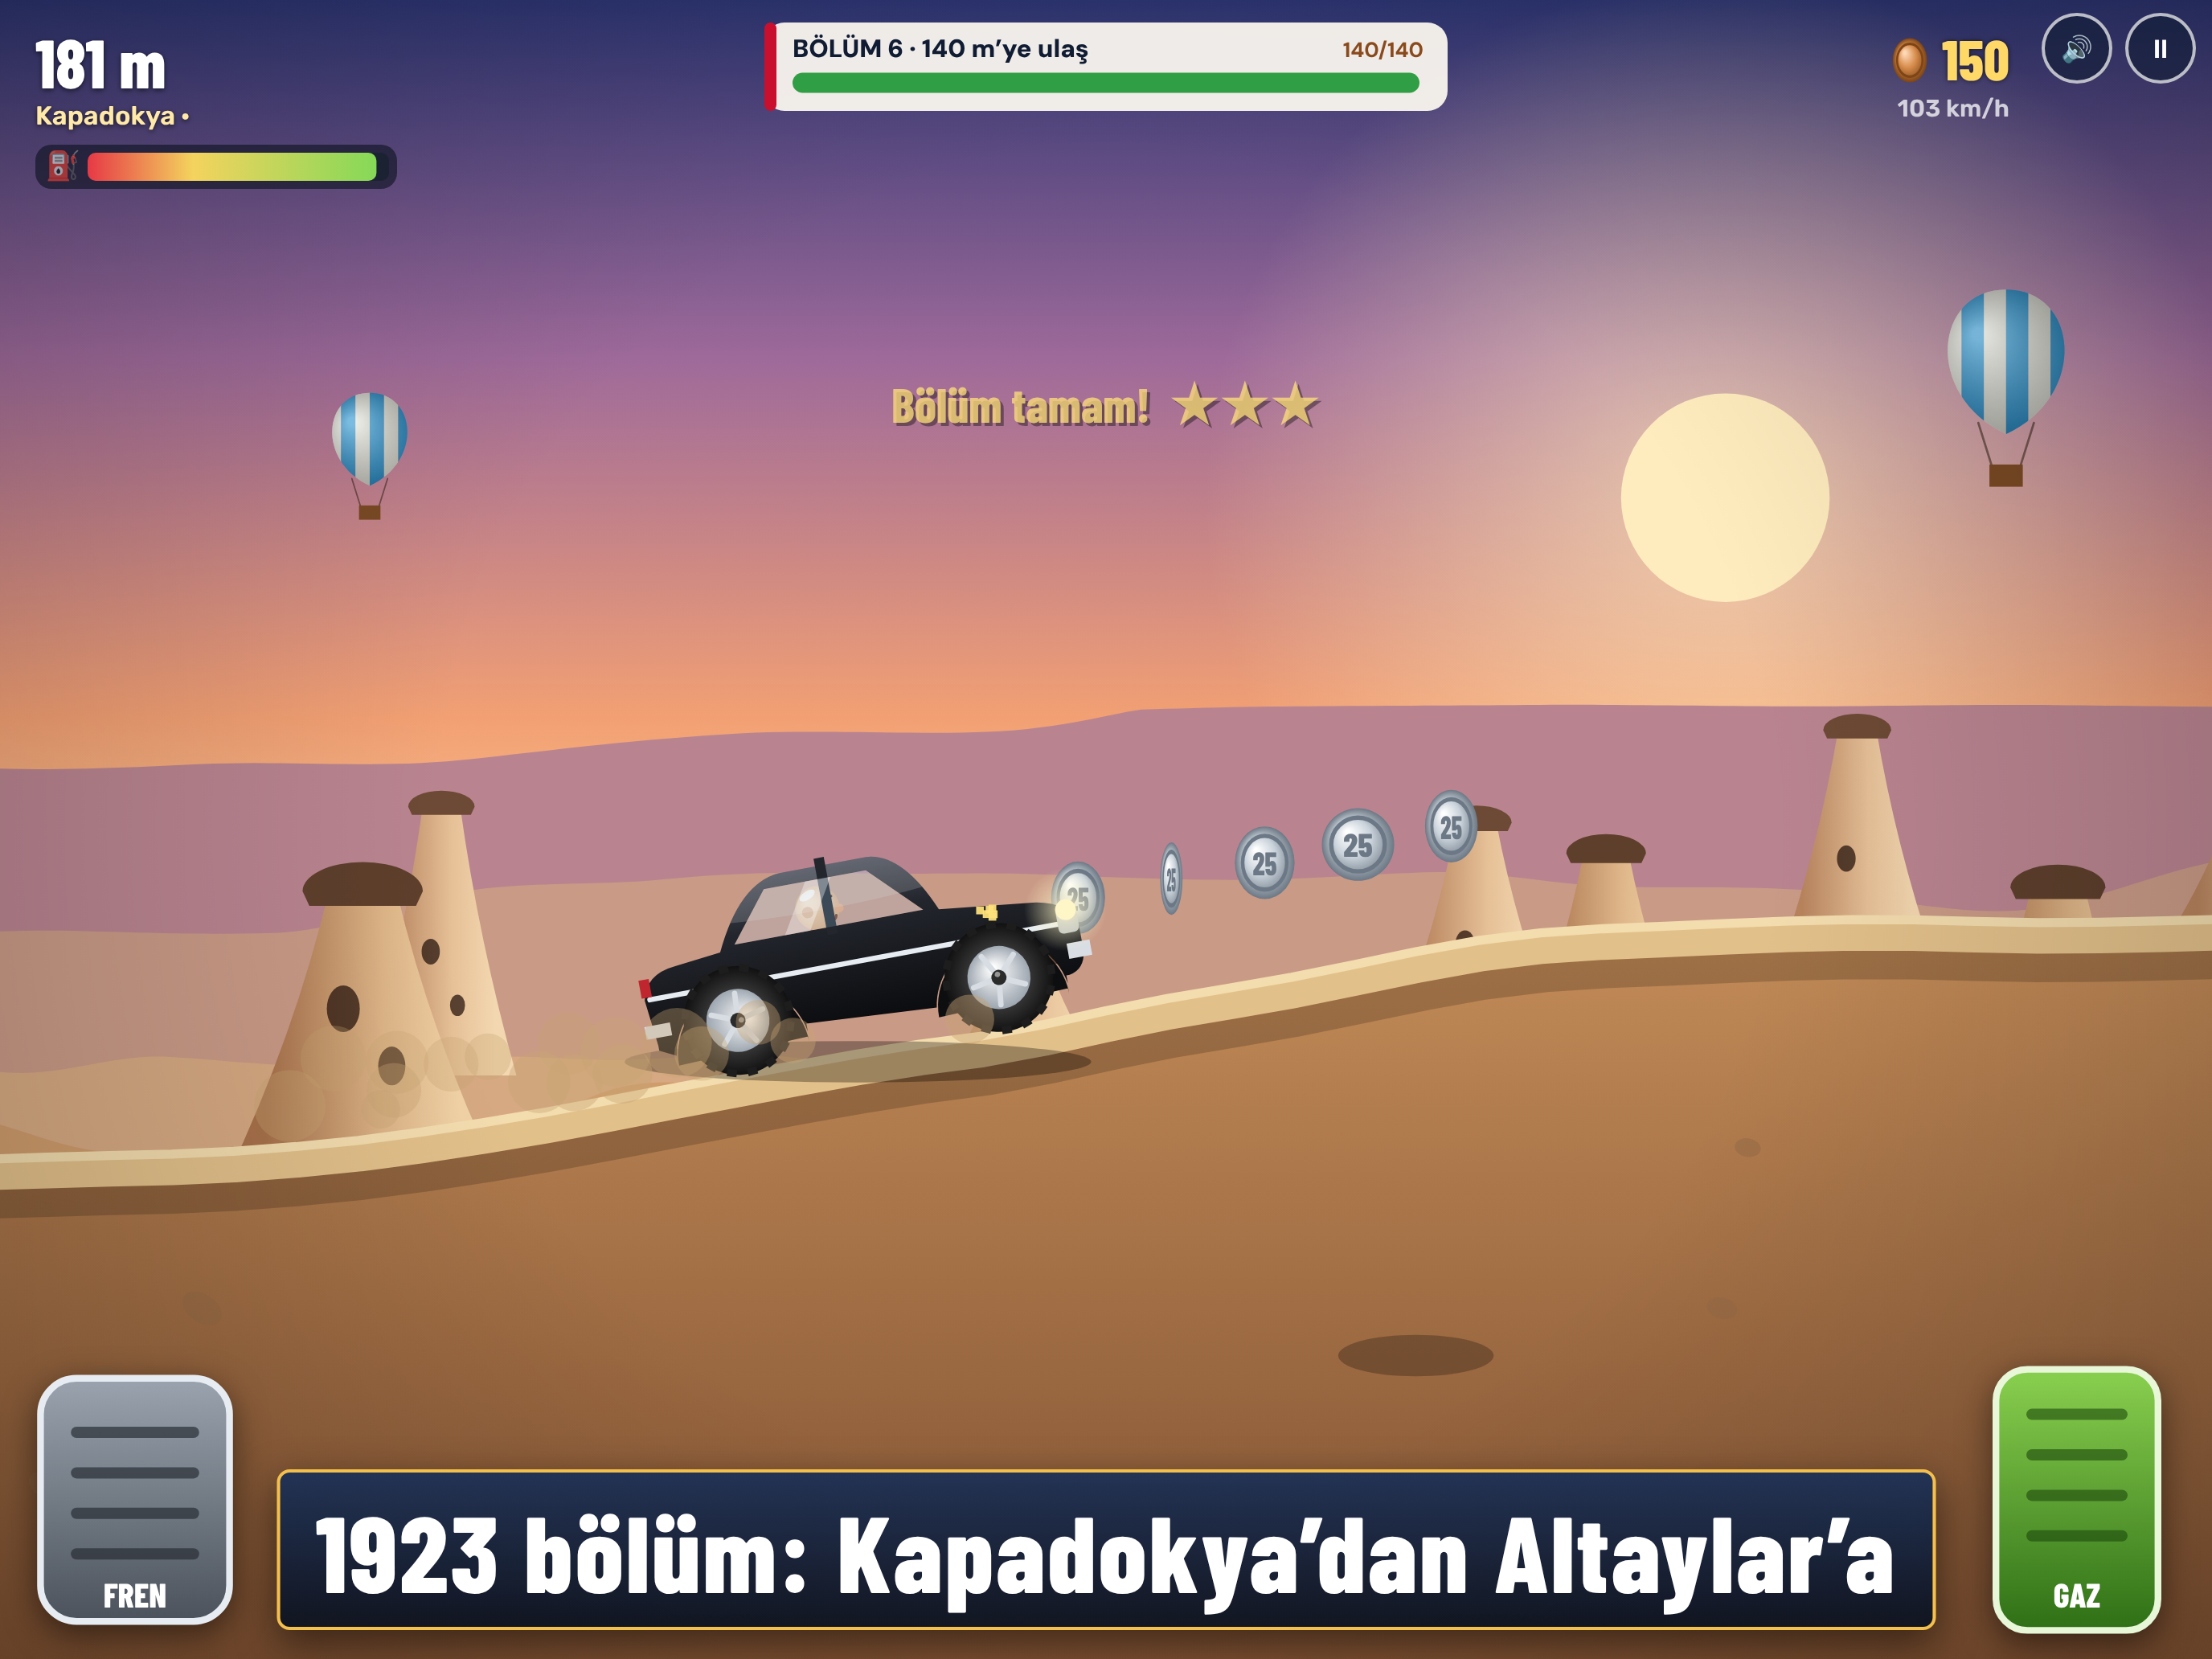 181 m
Kapadokya •
BÖLÜM 6 · 140 m’ye ulaş
140/140
150
103 km/h
Bölüm tamam! ★★★
25
25
25
25
25
FREN
1923 bölüm: Kapadokya’dan Altaylar’a
GAZ